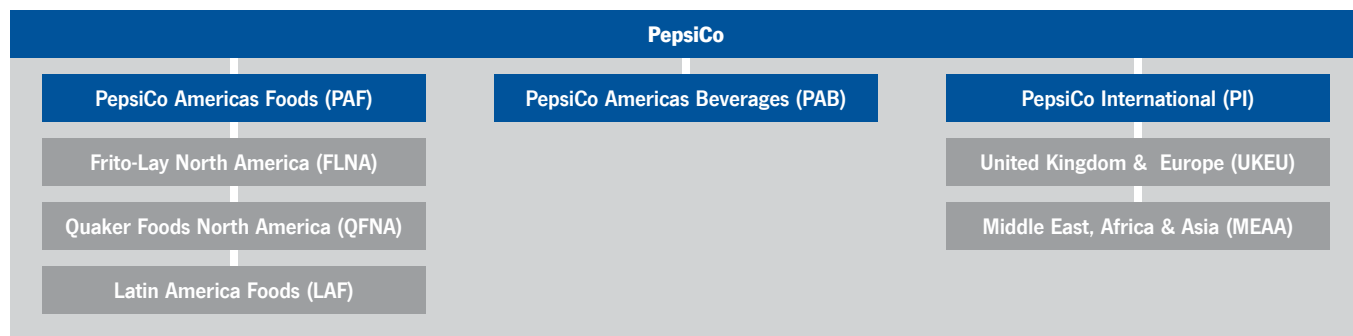 PepsiCo
PepsiCo Americas Foods (PAF)
Frito-Lay North America (FLNA)
Quaker Foods North America (QFNA)
Latin America Foods (LAF)
PepsiCo Americas Beverages (PAB)
PepsiCo International (PI)
United Kingdom & Europe (UKEU)
Middle East, Africa & Asia (MEAA)